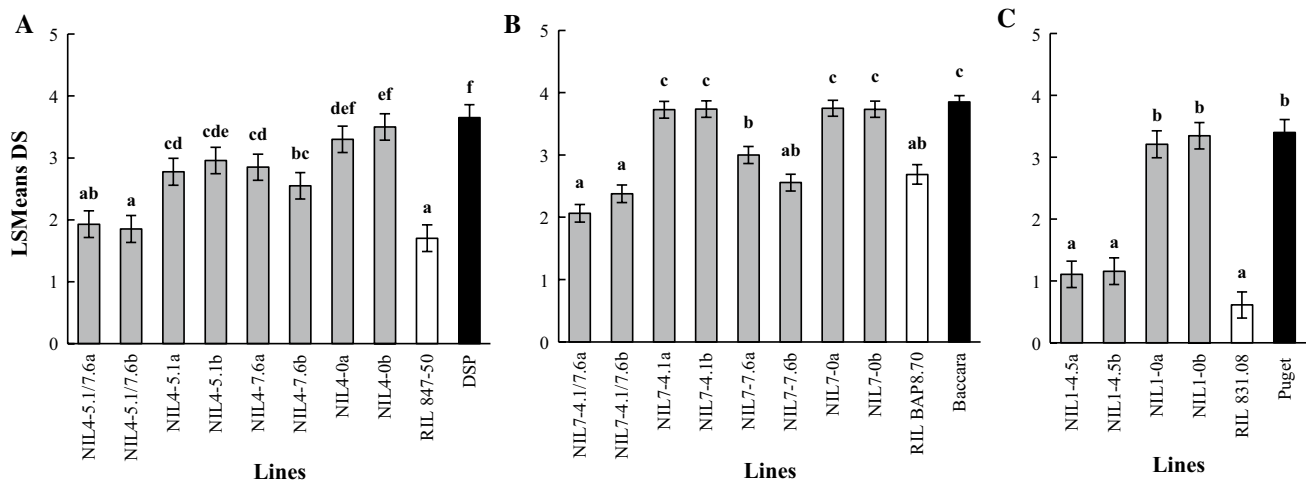 A
LSMeans DS
5
4
3
2
1
0
ab
a
cd
cde
cd
bc
def
ef
a
f
NIL4-5.1/7.6a
NIL4-5.1/7.6b
NIL4-5.1a
NIL4-5.1b
NIL4-7.6a
NIL4-7.6b
NIL4-0a
NIL4-0b
RIL 847-50
DSP
Lines
B
5
4
3
2
1
0
a
a
c
c
b
ab
c
c
ab
c
NIL7-4.1/7.6a
NIL7-4.1/7.6b
NIL7-4.1a
NIL7-4.1b
NIL7-7.6a
NIL7-7.6b
NIL7-0a
NIL7-0b
RIL BAP8.70
Baccara
Lines
C
5
4
3
2
1
0
a
a
b
b
a
b
NIL1-4.5a
NIL1-4.5b
NIL1-0a
NIL1-0b
RIL 831.08
Puget
Lines